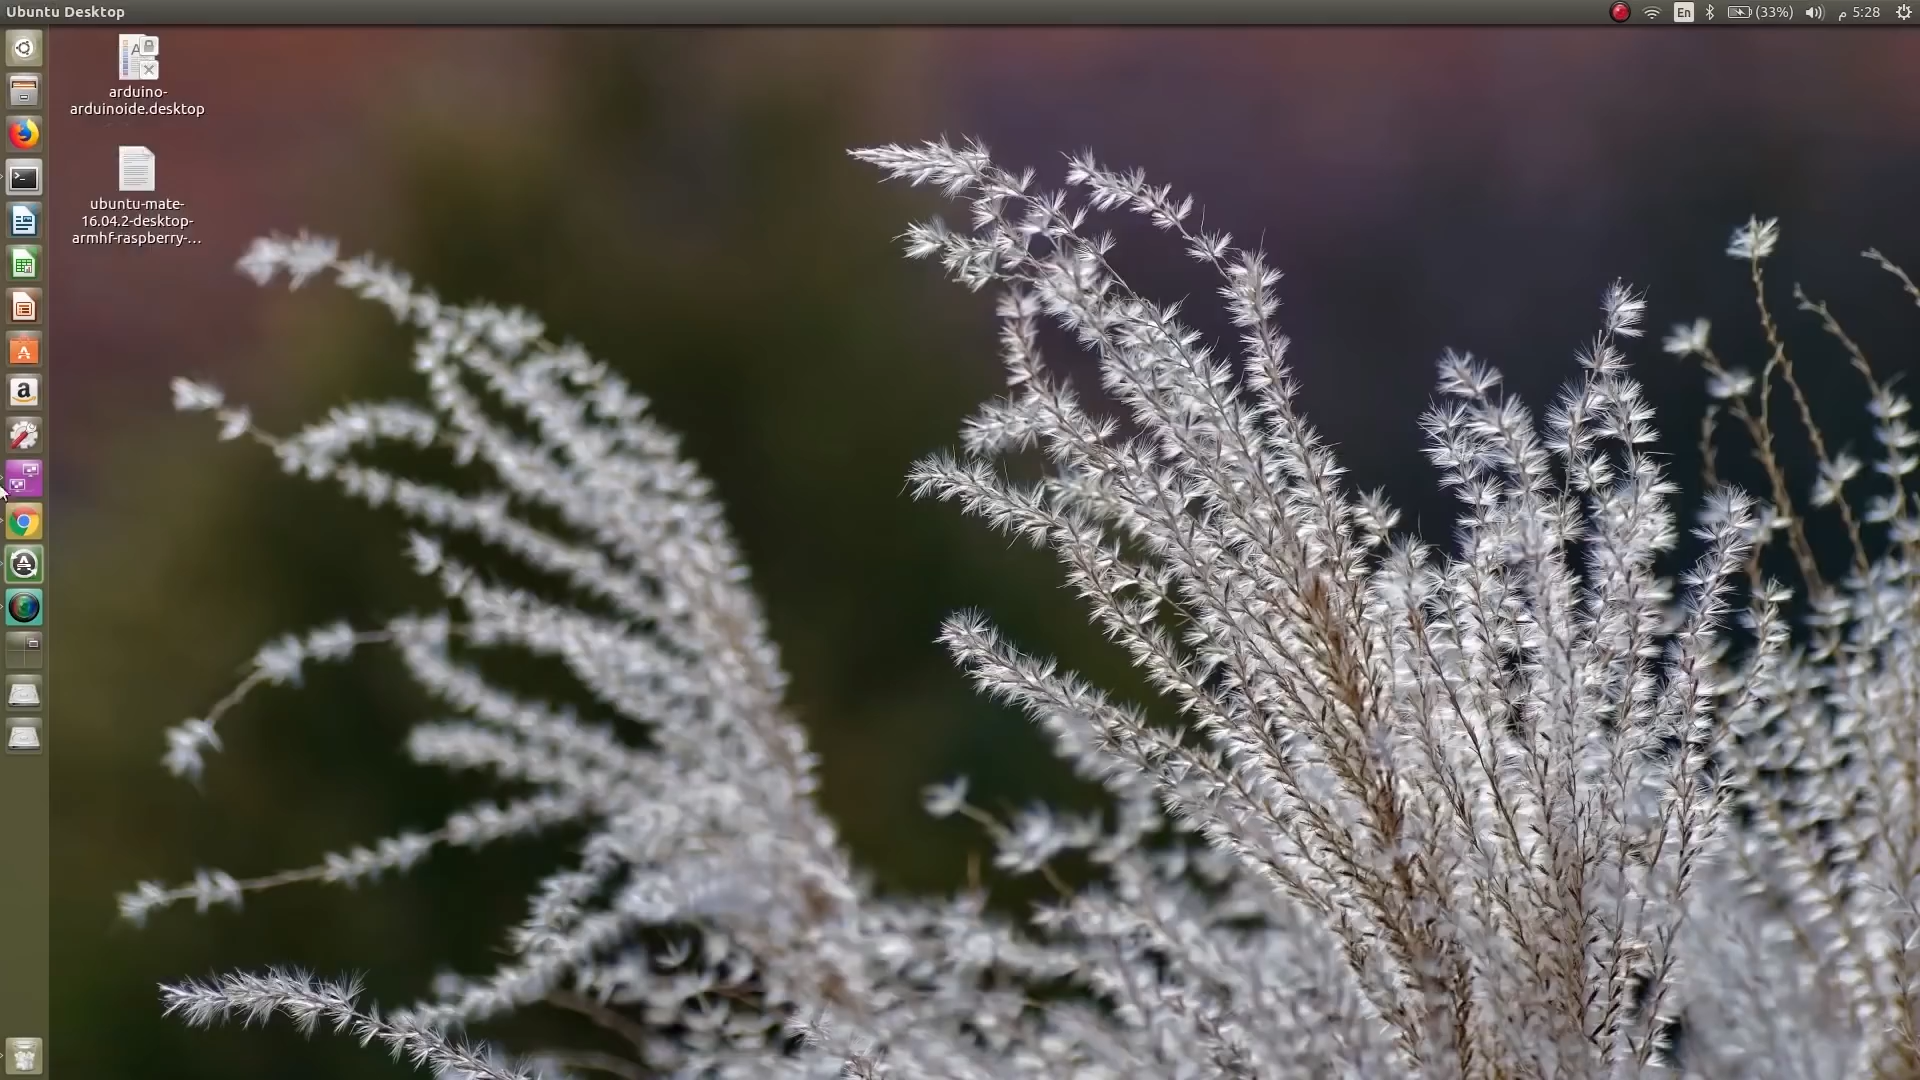 Ubuntu Desktop
En
(33%)
5:28 م
arduino-
arduinoide.desktop
ubuntu-mate-
16.04.2-desktop-
armhf-raspberry-...